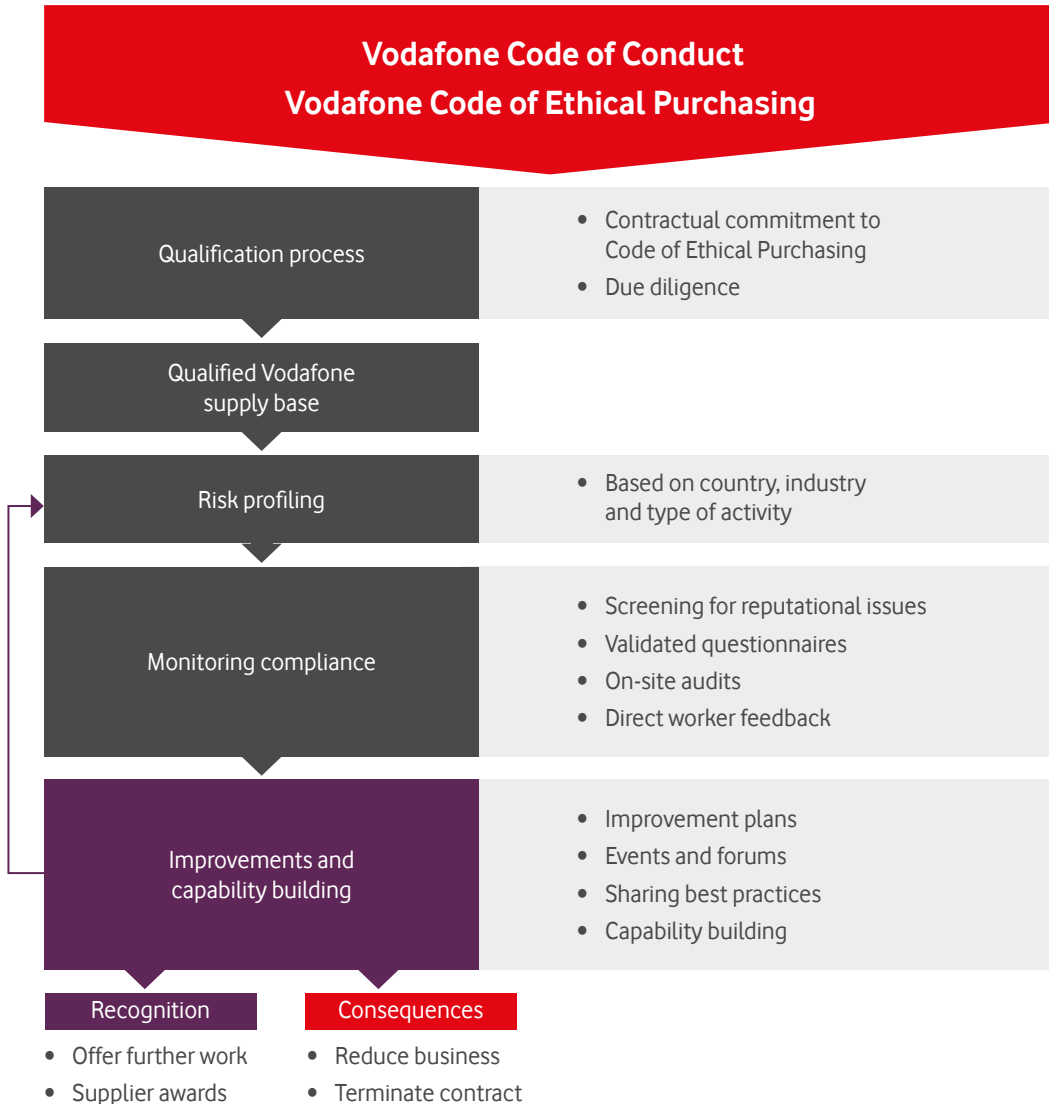 Vodafone Code of Conduct
Vodafone Code of Ethical Purchasing
Qualification process
• Contractual commitment to
Code of Ethical Purchasing
• Due diligence
Qualified Vodafone
supply base
Risk profiling
• Based on country, industry
and type of activity
Monitoring compliance
• Screening for reputational issues
• Validated questionnaires
• On-site audits
• Direct worker feedback
Improvements and
capability building
• Improvement plans
• Events and forums
• Sharing best practices
• Capability building
Recognition
• Offer further work
• Supplier awards
Consequences
• Reduce business
• Terminate contract